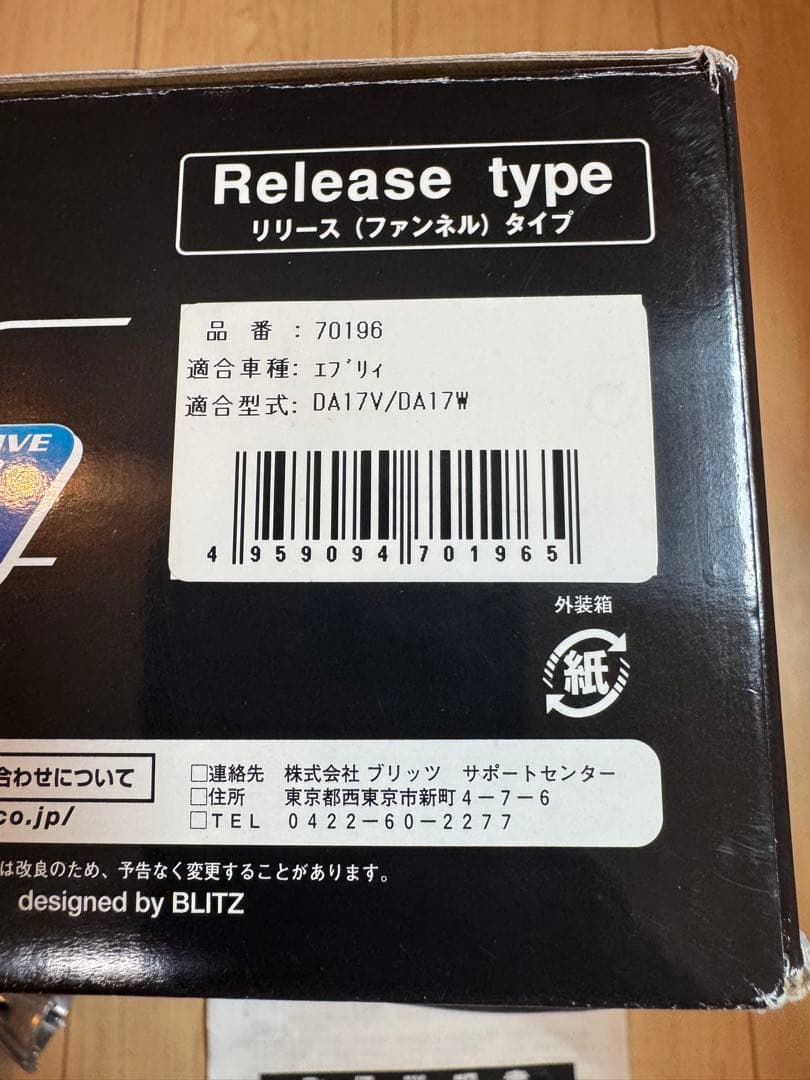 Release type
リリース（ファンネル）タイプ
品番：70196
適合車種：ｴﾌﾞﾘｨ
適合型式：DA17V/DA17W
IVE
4 959094 701965
外装箱
紙
合わせについて
co.jp/
□連絡先 株式会社 ブリッツ サポートセンター
□住所 東京都西東京市新町4－7－6
□TEL 0422－60－2277
は改良のため、予告なく変更することがあります。
designed by BLITZ